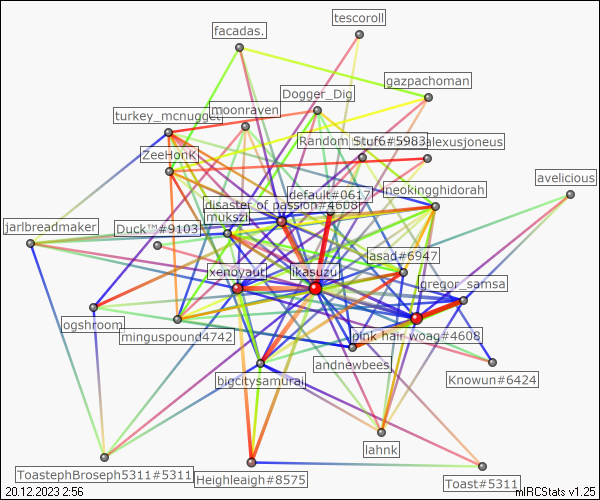 tescoroll
facadas.
gazpachoman
Dogger_Dig
turkey_mcnugget
moonraven
Random Stuf6#5983
alexusjoneus
ZeeHonK
default#0617
neokingghidorah
avelicious
disaster of passion#4608
mukszi
jarlbreadmaker
Duck™#9103
asad#6947
xenoyaut
ikasuzu
gregor_samsa
ogshroom
minguspound4742
pink hair woag#4608
andnewbees
bigcitysamurai
Knowun#6424
lahnk
ToastephBroseph5311#5311
Heighleaigh#8575
Toast#5311
20.12.2023 2:56
mIRCStats v1.25